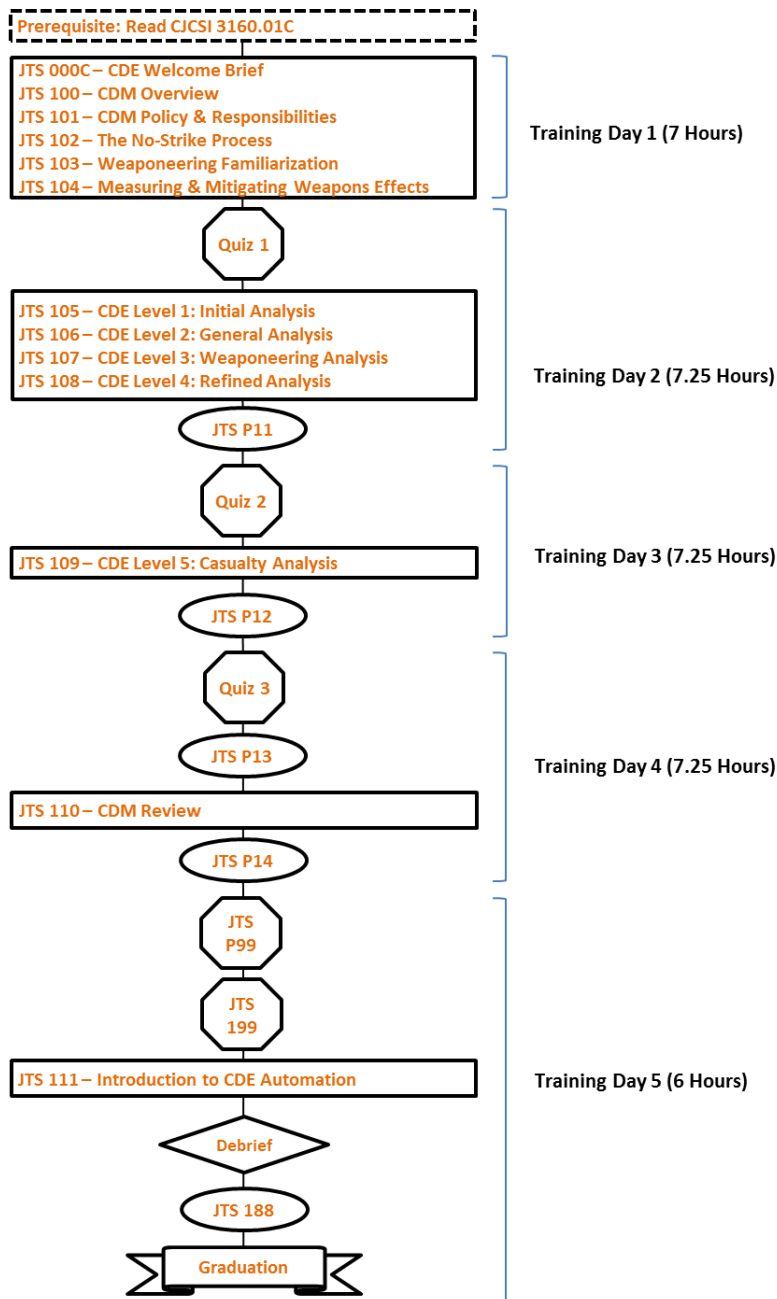 Prerequisite: Read CJCSI 3160.01C
JTS 000C – CDE Welcome Brief
JTS 100 – CDM Overview
JTS 101 – CDM Policy & Responsibilities
JTS 102 – The No-Strike Process
JTS 103 – Weaponeering Familiarization
JTS 104 – Measuring & Mitigating Weapons Effects
Training Day 1 (7 Hours)
Quiz 1
JTS 105 – CDE Level 1: Initial Analysis
JTS 106 – CDE Level 2: General Analysis
JTS 107 – CDE Level 3: Weaponeering Analysis
JTS 108 – CDE Level 4: Refined Analysis
JTS P11
Training Day 2 (7.25 Hours)
Quiz 2
JTS 109 – CDE Level 5: Casualty Analysis
JTS P12
Training Day 3 (7.25 Hours)
Quiz 3
JTS P13
JTS 110 – CDM Review
JTS P14
Training Day 4 (7.25 Hours)
JTS
P99
JTS
199
JTS 111 – Introduction to CDE Automation
Debrief
JTS 188
Graduation
Training Day 5 (6 Hours)